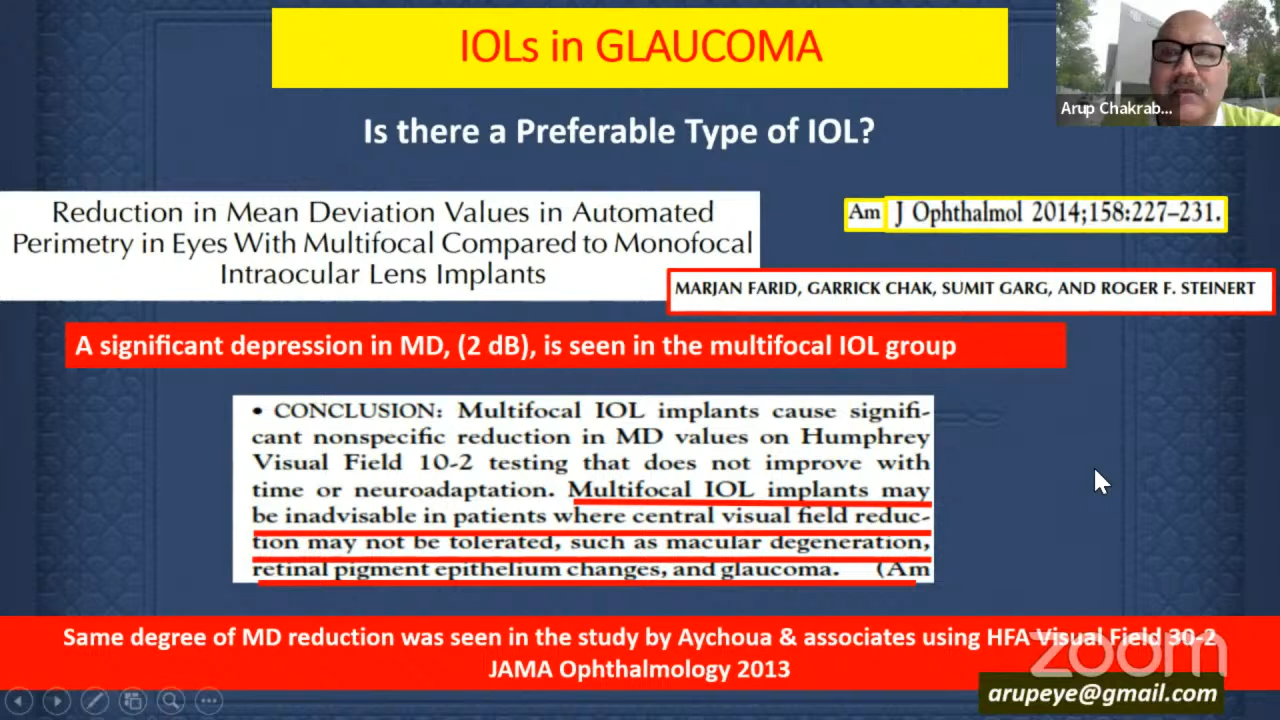 IOLs in GLAUCOMA
Arup Chakrab...
Is there a Preferable Type of IOL?
Reduction in Mean Deviation Values in Automated
Perimetry in Eyes With Multifocal Compared to Monofocal
Intraocular Lens Implants
Am J Ophthalmol 2014;158:227–231.
MARJAN FARID, GARRICK CHAK, SUMIT GARG, AND ROGER F. STEINERT
A significant depression in MD, (2 dB), is seen in the multifocal IOL group
• CONCLUSION: Multifocal IOL implants cause signifi-
cant nonspecific reduction in MD values on Humphrey
Visual Field 10-2 testing that does not improve with
time or neuroadaptation. Multifocal IOL implants may
be inadvisable in patients where central visual field reduc-
tion may not be tolerated, such as macular degeneration,
retinal pigment epithelium changes, and glaucoma. (Am
Same degree of MD reduction was seen in the study by Aychoua & associates using HFA Visual Field 30-2
JAMA Ophthalmology 2013
zoom
arupeye@gmail.com